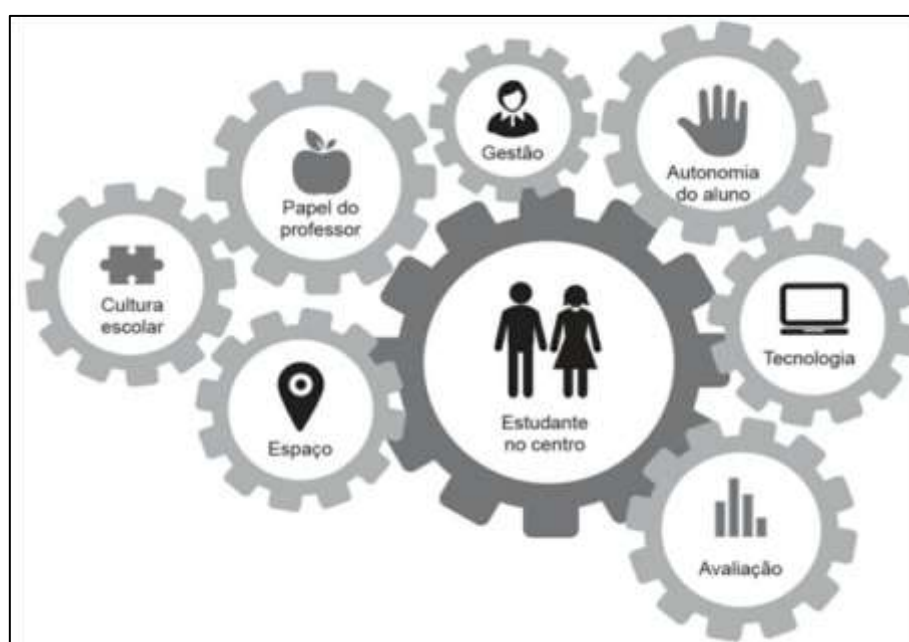 Gestão
Autonomia
do aluno
Papel do
professor
Cultura
escolar
Tecnologia
Estudante
no centro
Espaço
Avaliação